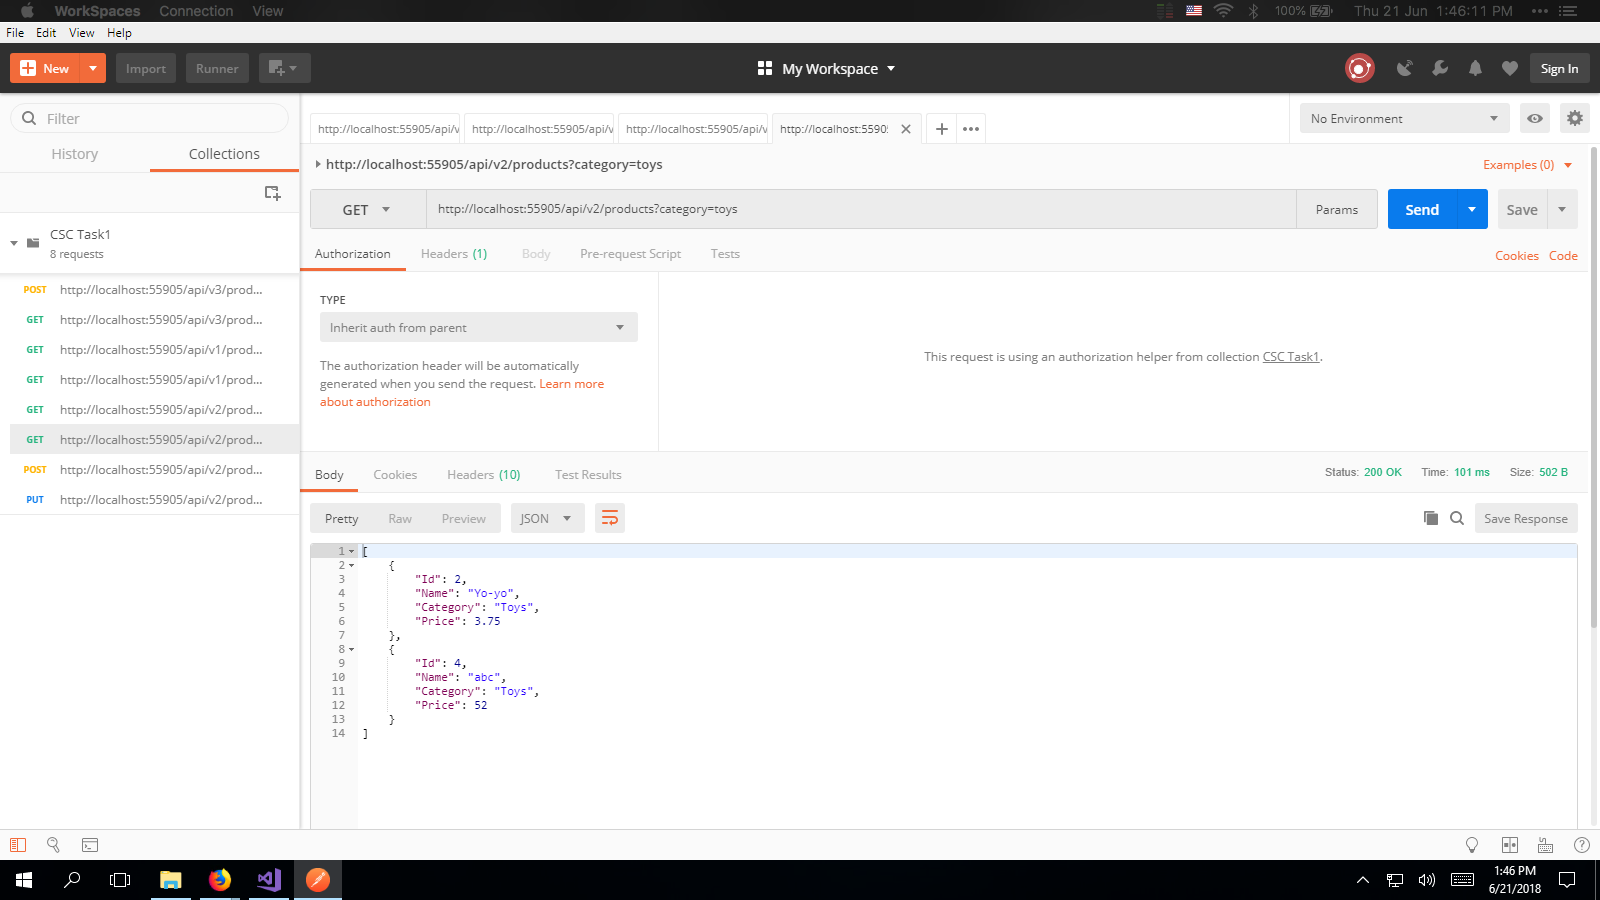 WorkSpaces Connection View 100% Thu 21 Jun 1:46:11 PM
File Edit View Help
New Import Runner My Workspace Sign In
Filter
History Collections
CSC Task1
8 requests
POST http://localhost:55905/api/v3/prod...
GET http://localhost:55905/api/v3/prod...
GET http://localhost:55905/api/v1/prod...
GET http://localhost:55905/api/v1/prod...
GET http://localhost:55905/api/v2/prod...
GET http://localhost:55905/api/v2/prod...
POST http://localhost:55905/api/v2/prod...
PUT http://localhost:55905/api/v2/prod...
http://localhost:55905/api/v http://localhost:55905/api/v http://localhost:55905/api/v http://localhost:5590
No Environment
http://localhost:55905/api/v2/products?category=toys
Examples (0)
GET http://localhost:55905/api/v2/products?category=toys Params Send Save
Authorization Headers (1) Body Pre-request Script Tests Cookies Code
TYPE
Inherit auth from parent
The authorization header will be automatically
generated when you send the request. Learn more
about authorization
This request is using an authorization helper from collection CSC Task1.
Body Cookies Headers (10) Test Results Status: 200 OK Time: 101 ms Size: 502 B
Pretty Raw Preview JSON Save Response
1 [
2 {
3 "Id": 2,
4 "Name": "Yo-yo",
5 "Category": "Toys",
6 "Price": 3.75
7 },
8 {
9 "Id": 4,
10 "Name": "abc",
11 "Category": "Toys",
12 "Price": 52
13 }
14 ]
1:46 PM
6/21/2018